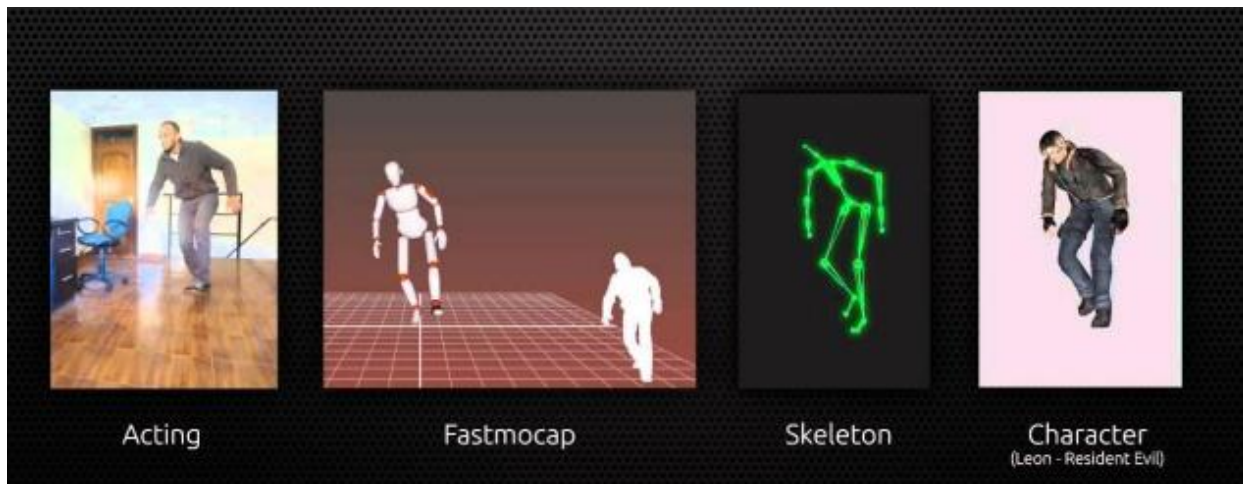 Acting
Fastmocap
Skeleton
Character
(Leon - Resident Evil)